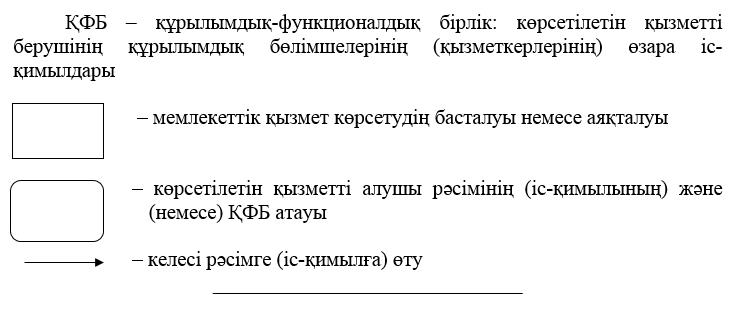 ҚФБ – құрылымдық-функционалдық бірлік: көрсетілетін қызметті
берушінің құрылымдық бөлімшелерінің (қызметкерлерінің) өзара іс-
қимылдары
– мемлекеттік қызмет көрсетудің басталуы немесе аяқталуы
– көрсетілетін қызметті алушы рәсімінің (іс-қимылының) және
(немесе) ҚФБ атауы
– келесі рәсімге (іс-қимылға) өту